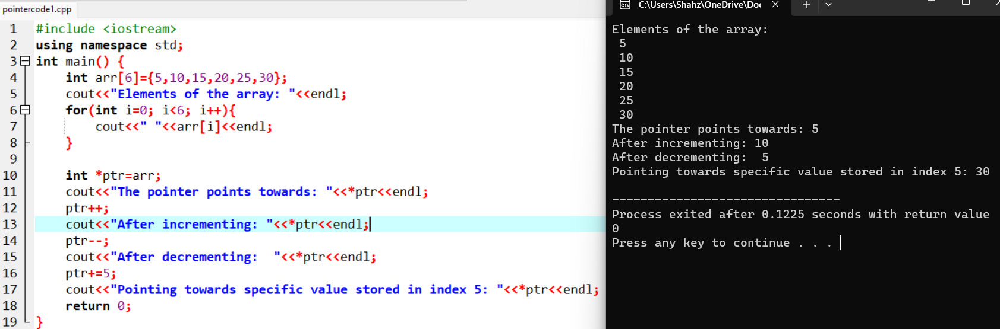 pointercode1.cpp
1 #include <iostream>
2 using namespace std;
3 int main() {
4     int arr[6]={5,10,15,20,25,30};
5     cout<<"Elements of the array: "<<endl;
6     for(int i=0; i<6; i++){
7         cout<<" "<<arr[i]<<endl;
8     }
9
10     int *ptr=arr;
11     cout<<"The pointer points towards: "<<*ptr<<endl;
12     ptr++;
13     cout<<"After incrementing: "<<*ptr<<endl;
14     ptr--;
15     cout<<"After decrementing:  "<<*ptr<<endl;
16     ptr+=5;
17     cout<<"Pointing towards specific value stored in index 5: "<<*ptr<<endl;
18     return 0;
19 }
C:\Users\Shahz\OneDrive\Do
Elements of the array:
 5
 10
 15
 20
 25
 30
The pointer points towards: 5
After incrementing: 10
After decrementing:  5
Pointing towards specific value stored in index 5: 30
--------------------------------
Process exited after 0.1225 seconds with return value
0
Press any key to continue . . .